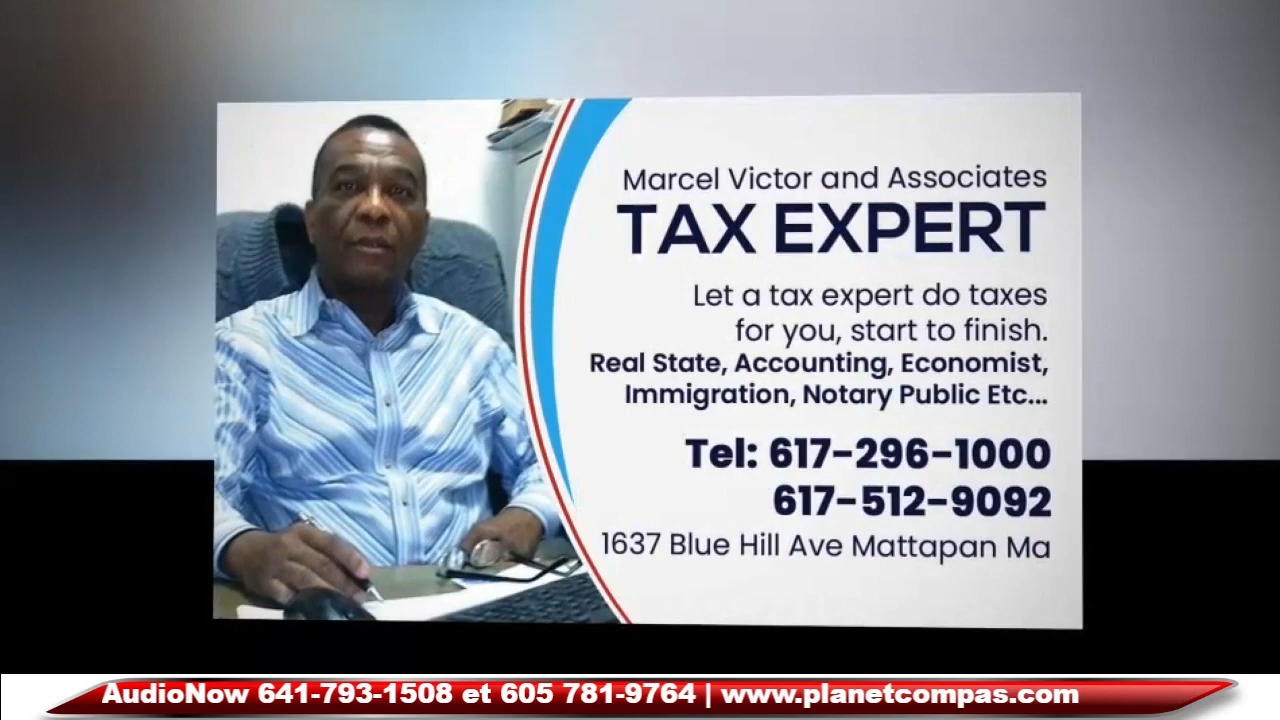 Marcel Victor and Associates
TAX EXPERT
Let a tax expert do taxes
for you, start to finish.
Real State, Accounting, Economist,
Immigration, Notary Public Etc...
Tel: 617-296-1000
617-512-9092
1637 Blue Hill Ave Mattapan Ma
AudioNow 641-793-1508 et 605 781-9764 | www.planetcompas.com